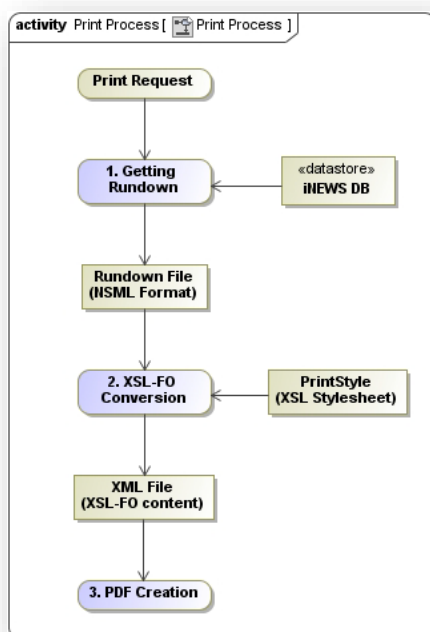 activity Print Process [ Print Process ]
Print Request
1. Getting
Rundown
«datastore»
iNEWS DB
Rundown File
(NSML Format)
2. XSL-FO
Conversion
PrintStyle
(XSL Stylesheet)
XML File
(XSL-FO content)
3. PDF Creation